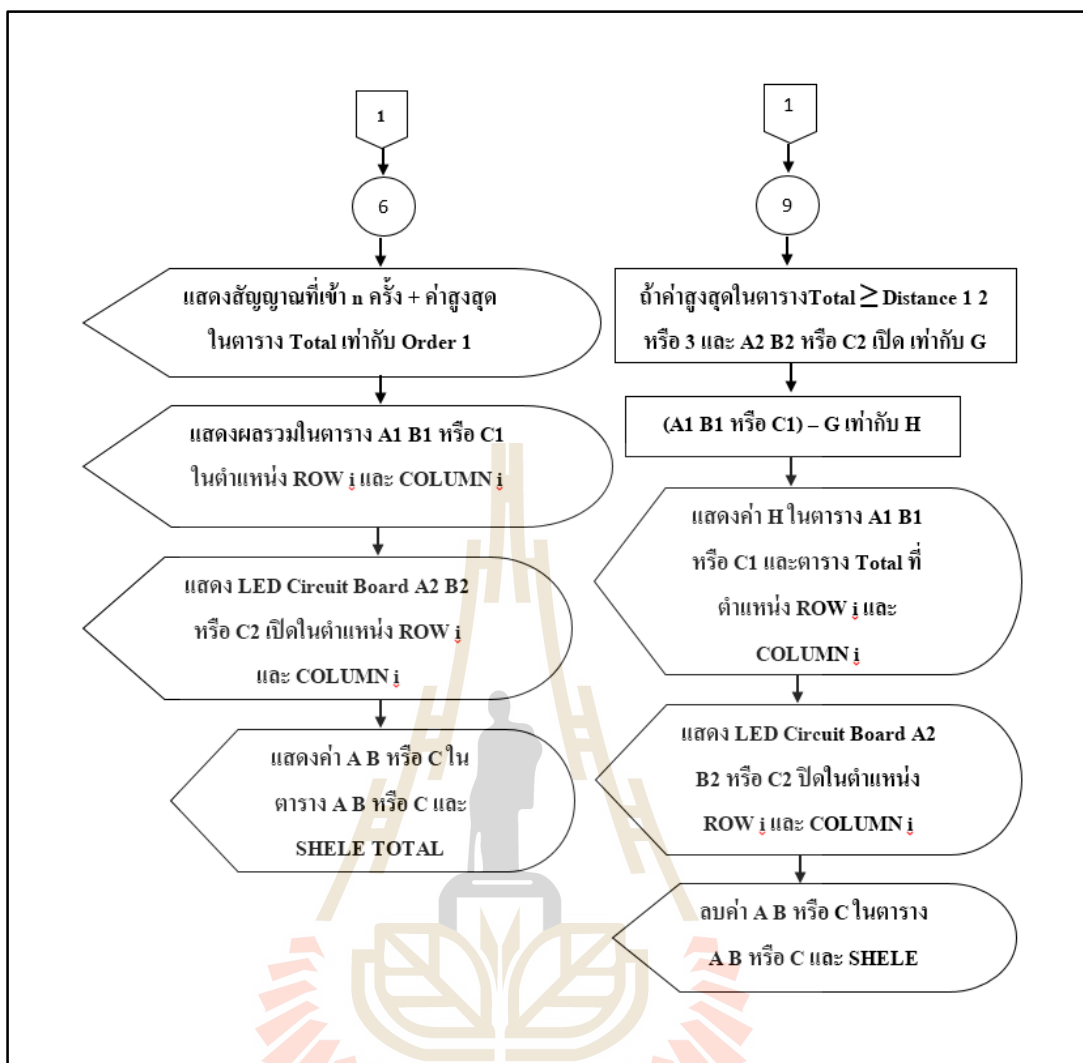 1
6
แสดงสัญญาณที่เข้า n ครั้ง + ค่าสูงสุด
ในตาราง Total เท่ากับ Order 1
แสดงผลรวมในตาราง A1 B1 หรือ C1
ในตำแหน่ง ROW i และ COLUMN i
แสดง LED Circuit Board A2 B2
หรือ C2 เปิดในตำแหน่ง ROW i
และ COLUMN i
แสดงค่า A B หรือ C ใน
ตาราง A B หรือ C และ
SHELE TOTAL
1
9
ถ้าค่าสูงสุดในตารางTotal ≥ Distance 1 2
หรือ 3 และ A2 B2 หรือ C2 เปิด เท่ากับ G
(A1 B1 หรือ C1) – G เท่ากับ H
แสดงค่า H ในตาราง A1 B1
หรือ C1 และตาราง Total ที่
ตำแหน่ง ROW i และ
COLUMN i
แสดง LED Circuit Board A2
B2 หรือ C2 ปิดในตำแหน่ง
ROW i และ COLUMN i
ลบค่า A B หรือ C ในตาราง
A B หรือ C และ SHELE